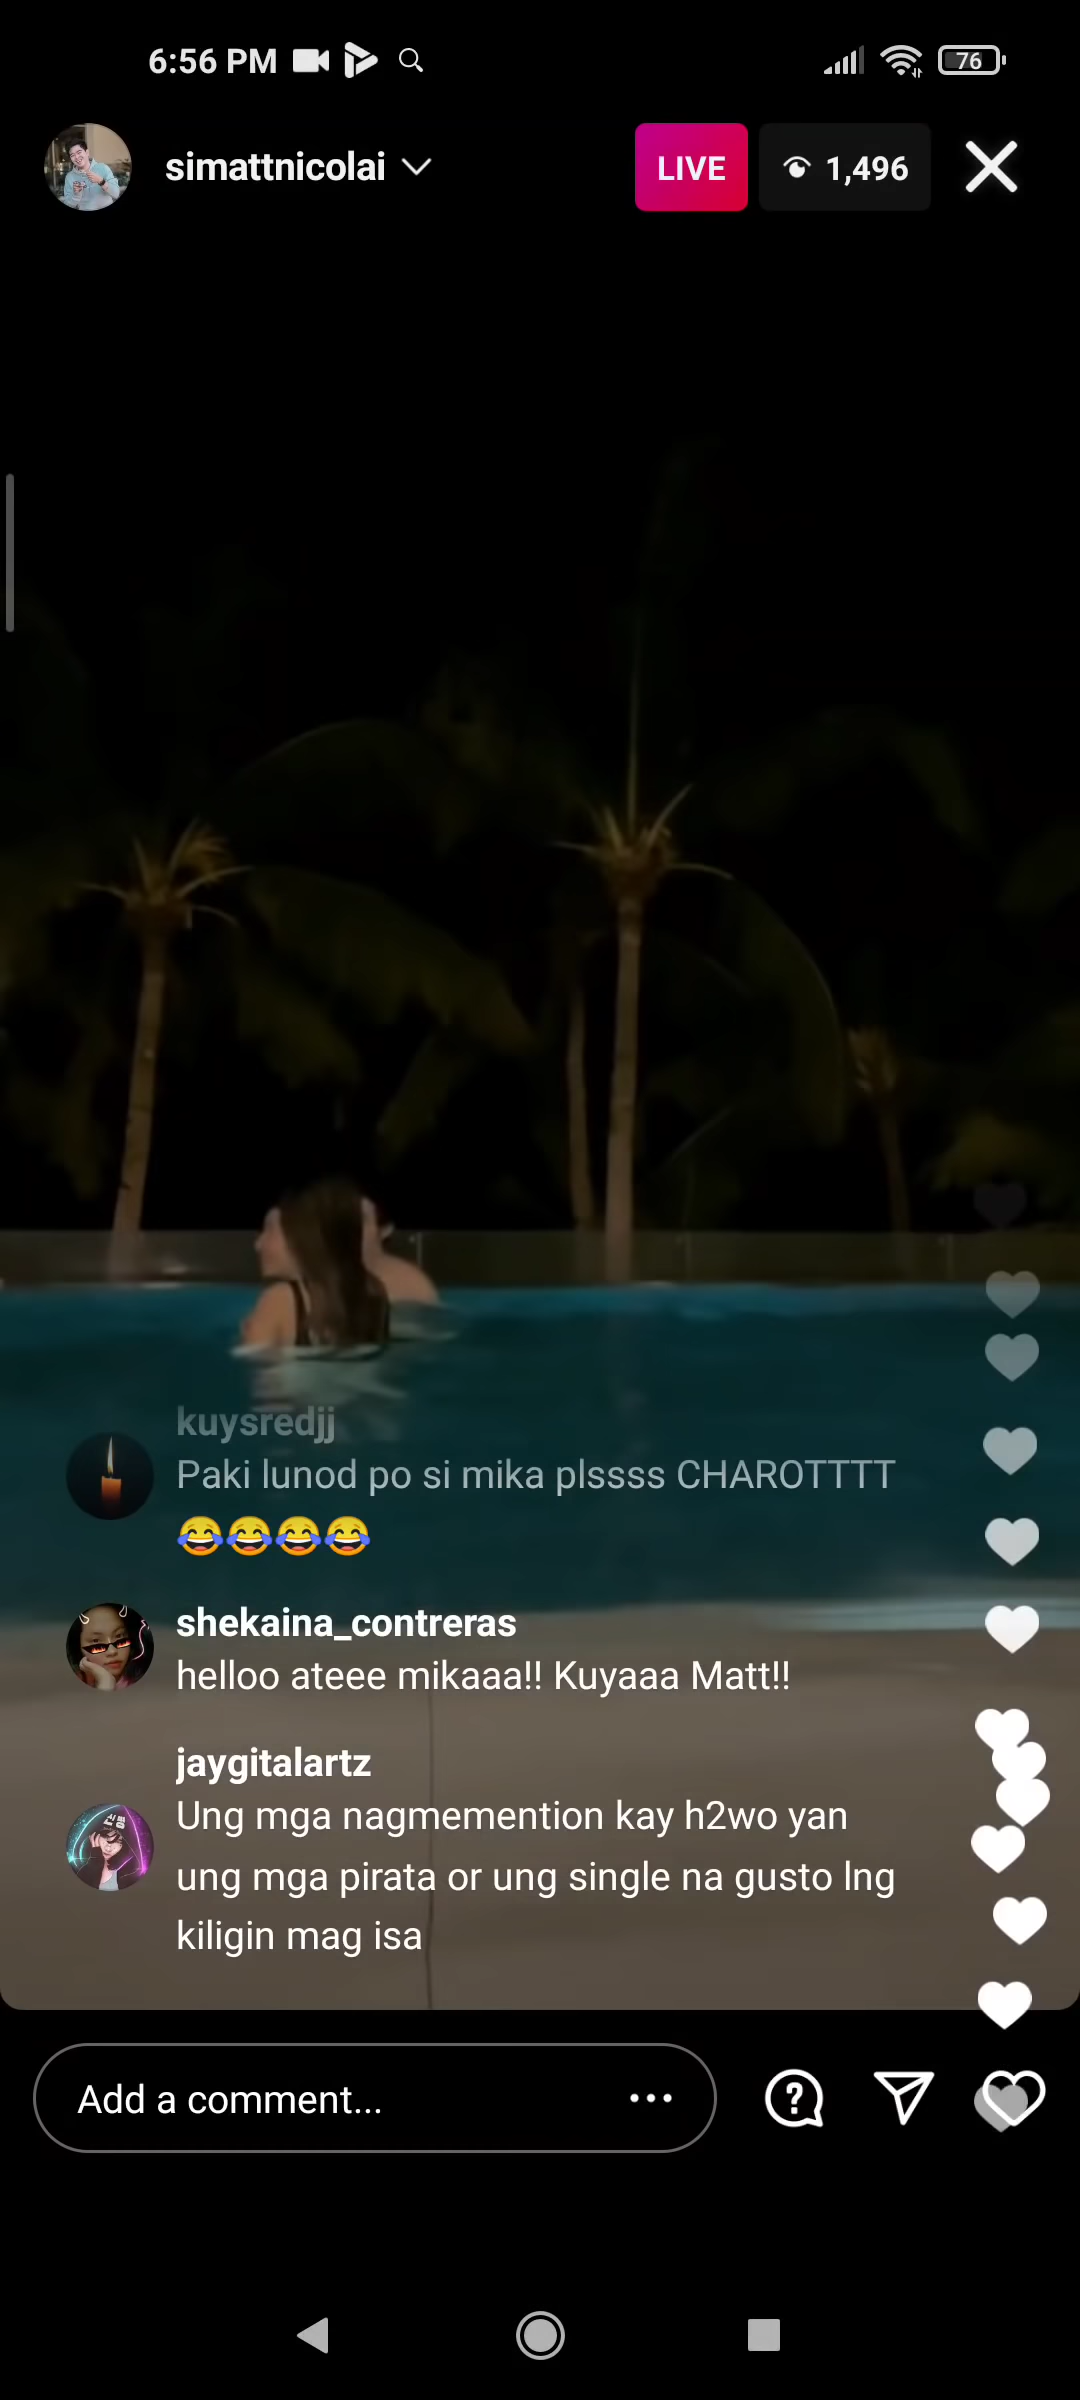 6:56 PM
76
simattnicolai
LIVE
1,496
kuysredjj
Paki lunod po si mika plssss CHAROTTTT
😂😂😂😂
shekaina_contreras
helloo ateee mikaaa!! Kuyaaa Matt!!
jaygitalartz
Ung mga nagmemention kay h2wo yan
ung mga pirata or ung single na gusto lng
kiligin mag isa
Add a comment...